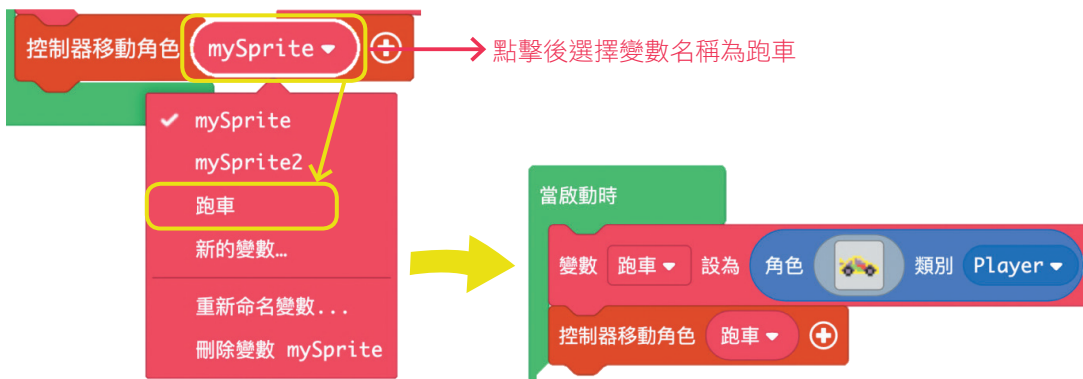 控制器移動角色 mySprite
點擊後選擇變數名稱為跑車
mySprite
mySprite2
跑車
新的變數…
重新命名變數...
刪除變數 mySprite
當啟動時
變數 跑車 設為 角色 類別 Player
控制器移動角色 跑車